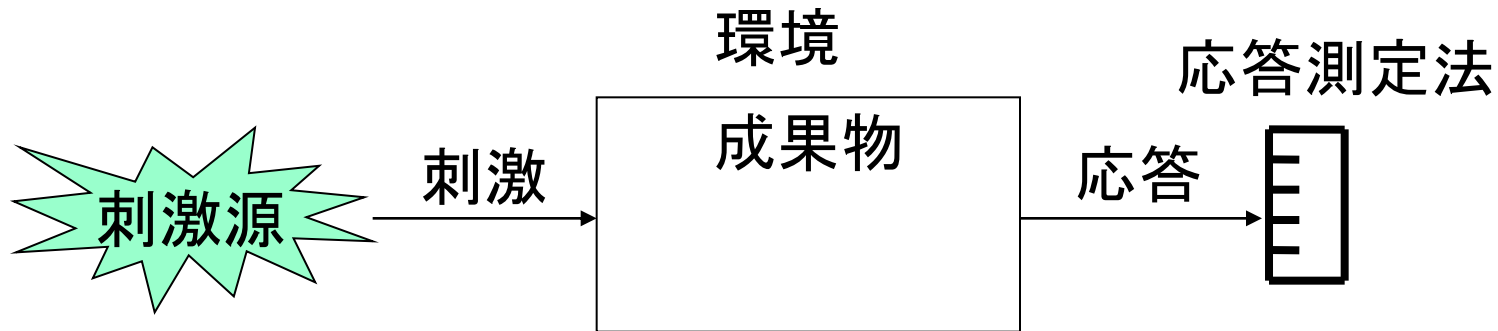 環境
応答測定法
成果物
刺激
応答
刺激源